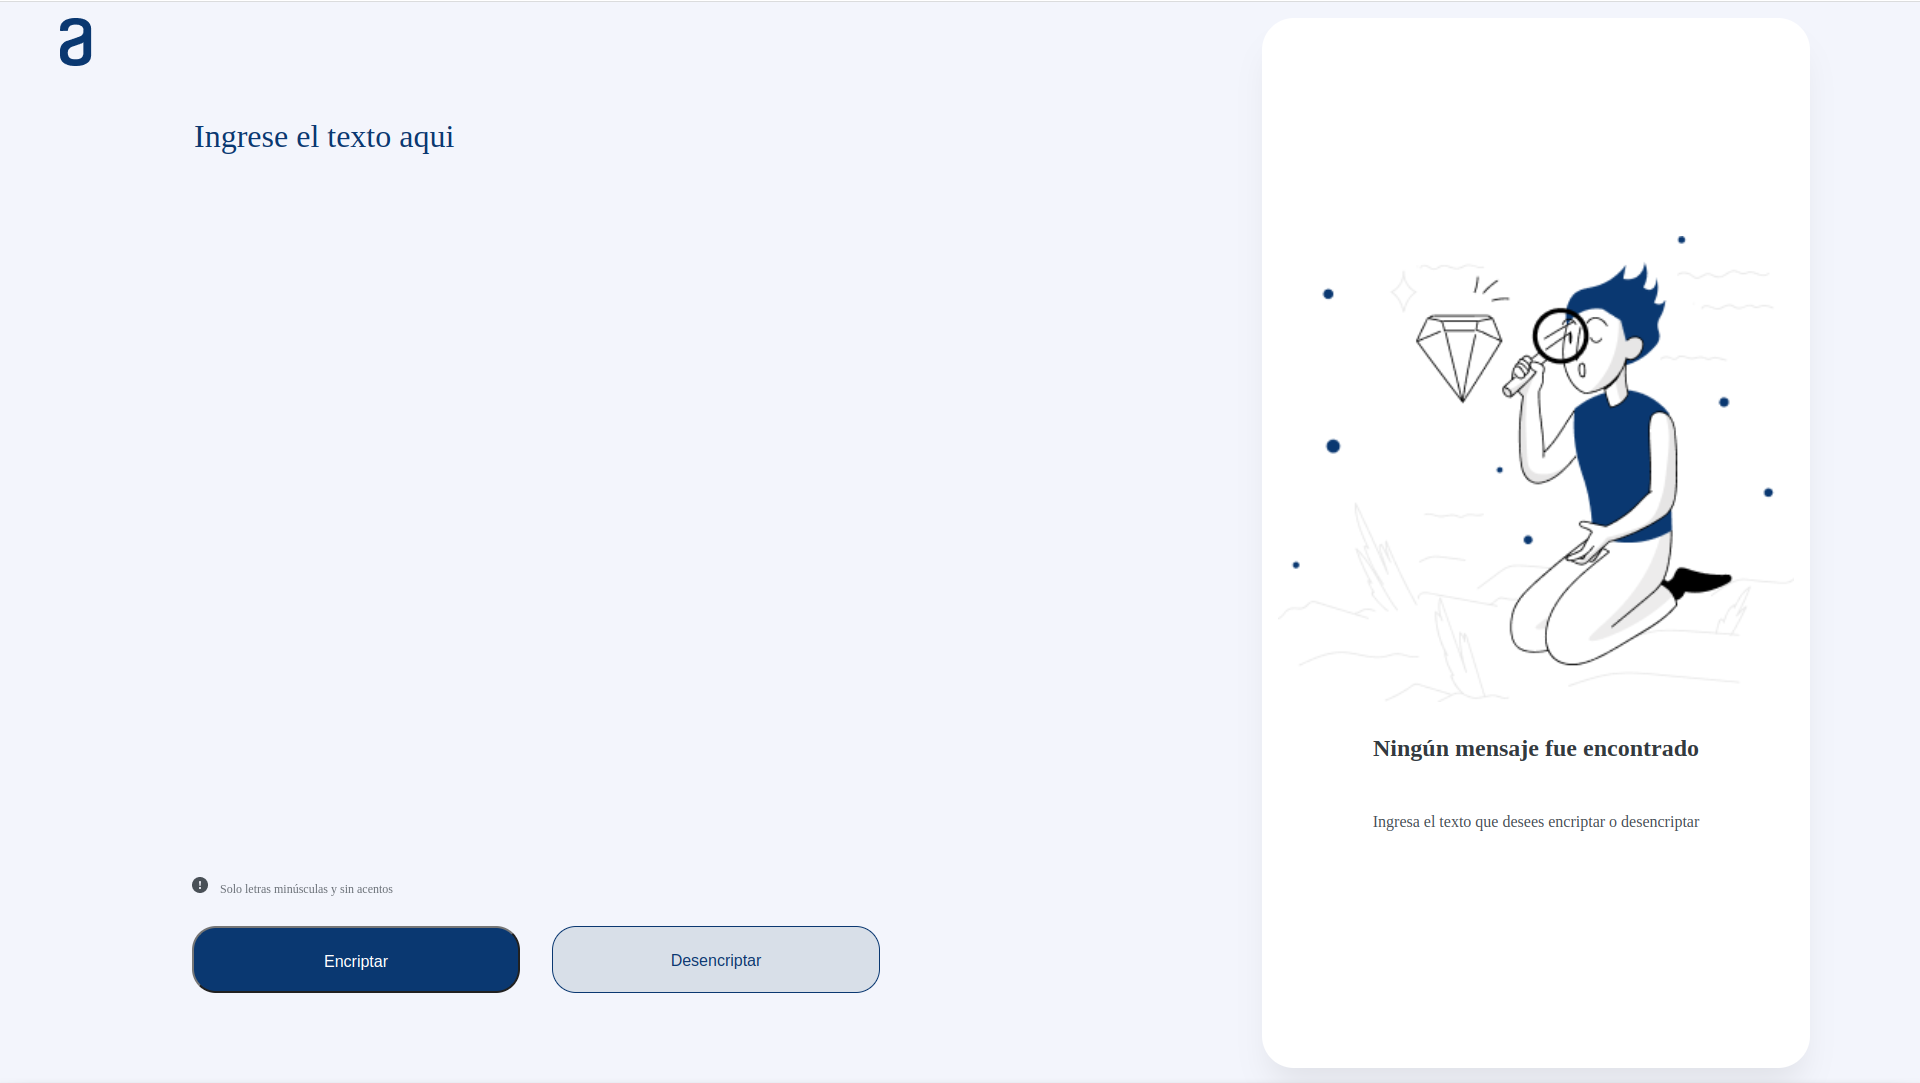 a
Ingrese el texto aqui
Solo letras minúsculas y sin acentos
Encriptar
Desencriptar
Ningún mensaje fue encontrado
Ingresa el texto que desees encriptar o desencriptar